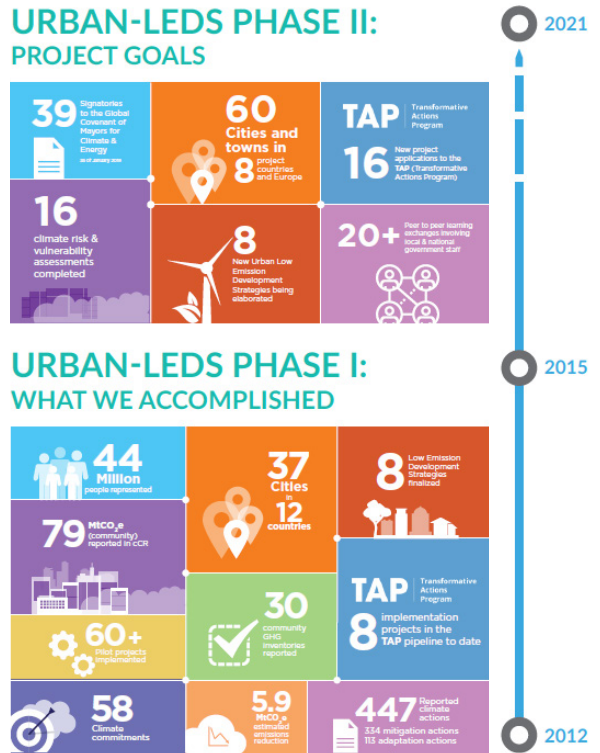 URBAN-LEDS PHASE II:
PROJECT GOALS
2021
39
Signatories
to the Global
Covenant of
Mayors for
Climate &
Energy
as of January 2019
60
Cities and
towns in
8
project
countries
and Europe
TAP
Transformative
Actions
Program
16
New project
applications to the
TAP (Transformative
Actions Program)
16
climate risk &
vulnerability
assessments
completed
8
New Urban Low
Emission
Development
Strategies being
elaborated
20+
Peer to peer learning
exchanges involving
local & national
government staff
URBAN-LEDS PHASE I:
WHAT WE ACCOMPLISHED
2015
44
Million
people represented
37
Cities
in
12
countries
8
Low Emission
Development
Strategies
finalized
79
MtCO₂e
(community)
reported in cCR
30
community
GHG
inventories
reported
TAP
Transformative
Actions
Program
8
implementation
projects in the
TAP pipeline to date
60+
Pilot projects
implemented
58
Climate
commitments
5.9
MtCO₂e
estimated
emissions
reduction
447
Reported
climate
actions
334 mitigation actions
113 adaptation actions
2012